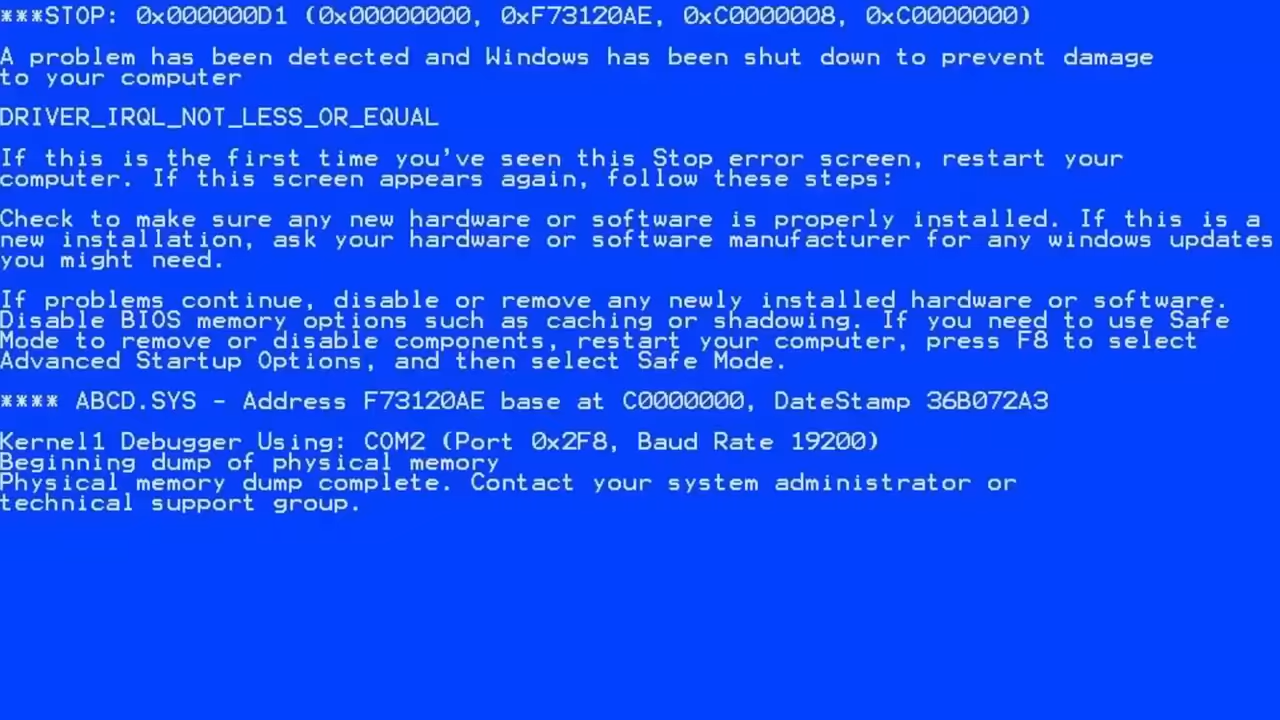 ***STOP: 0x000000D1 (0x00000000, 0xF73120AE, 0xC0000008, 0xC0000000)
A problem has been detected and Windows has been shut down to prevent damage
to your computer
DRIVER_IRQL_NOT_LESS_OR_EQUAL
If this is the first time you've seen this Stop error screen, restart your
computer. If this screen appears again, follow these steps:
Check to make sure any new hardware or software is properly installed. If this is a
new installation, ask your hardware or software manufacturer for any windows updates
you might need.
If problems continue, disable or remove any newly installed hardware or software.
Disable BIOS memory options such as caching or shadowing. If you need to use Safe
Mode to remove or disable components, restart your computer, press F8 to select
Advanced Startup Options, and then select Safe Mode.
**** ABCD.SYS - Address F73120AE base at C0000000, DateStamp 36B072A3
Kernel1 Debugger Using: COM2 (Port 0x2F8, Baud Rate 19200)
Beginning dump of physical memory
Physical memory dump complete. Contact your system administrator or
technical support group.